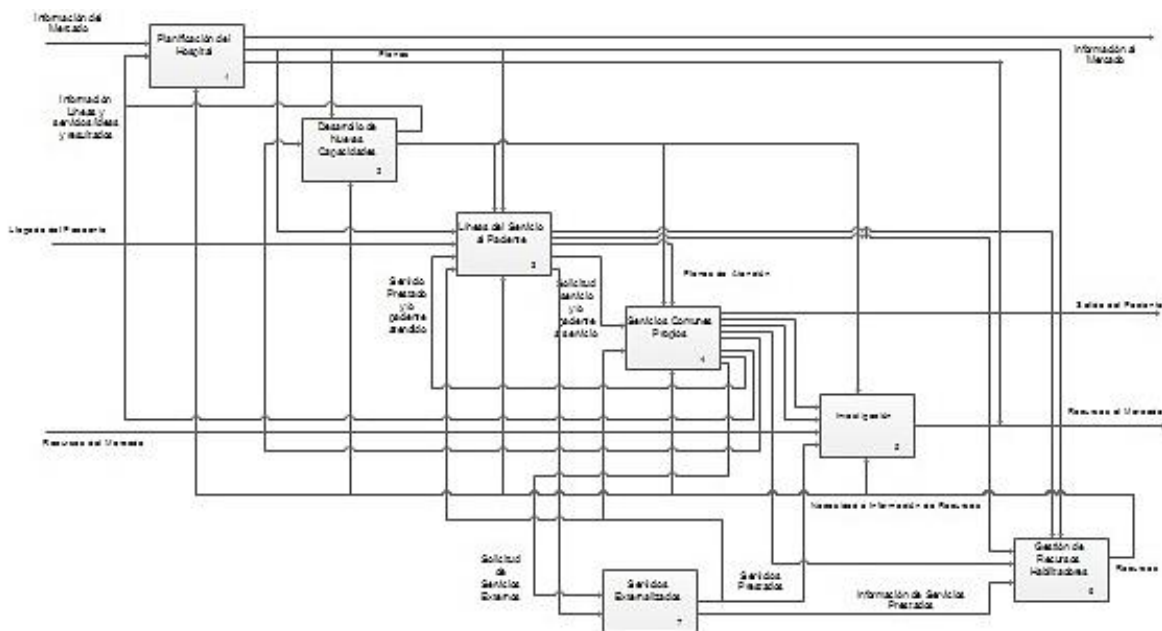 Información del
Mercado
Planificación del
Hospital
1
Planes
Información al
Mercado
Información
Líneas y
servicios/ideas
y resultados
Desarrollo de
Nuevas
Capacidades
2
Llegada del Paciente
Líneas del Servicio
al Paciente
3
Planes de Atención
Servicio
Prestado
y/o
paciente
atendido
Solicitud
servicio
y/o
paciente
a servicio
Servicios Comunes
Propios
4
Salida del Paciente
Investigación
Recursos al Mercado
Recursos del Mercado
Necesidad e Información de Recursos
Gestión de
Recursos
Habilitadores
Recursos
Solicitud
de
Servicios
Externos
Servicios
Externalizados
7
Servicios
Prestados
Información de Servicios
Prestados